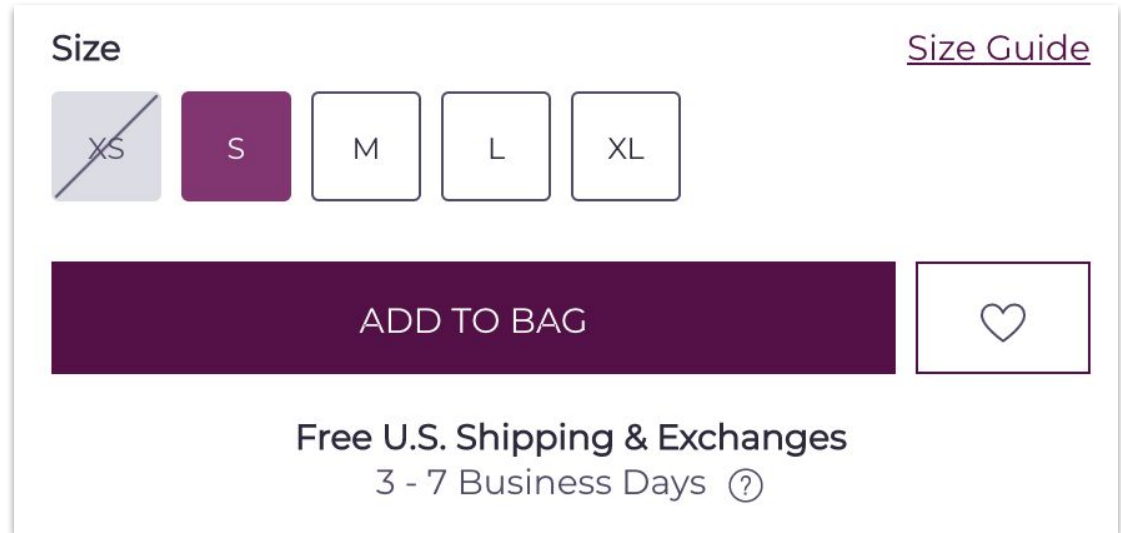 Size Size Guide
XS S M L XL
ADD TO BAG
Free U.S. Shipping & Exchanges
3 - 7 Business Days ?